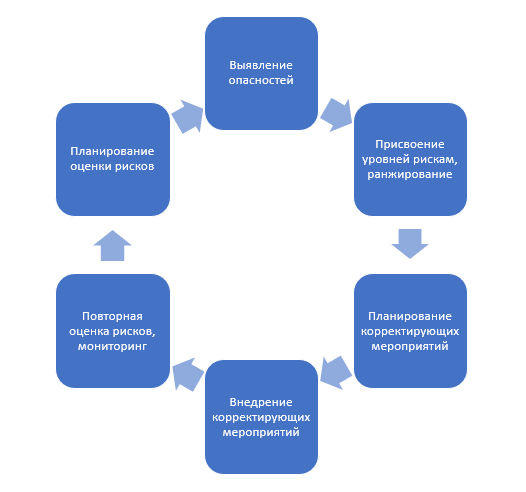 Выявление
опасностей
Присвоение
уровней рискам,
ранжирование
Планирование
корректирующих
мероприятий
Внедрение
корректирующих
мероприятий
Повторная
оценка рисков,
мониторинг
Планирование
оценки рисков